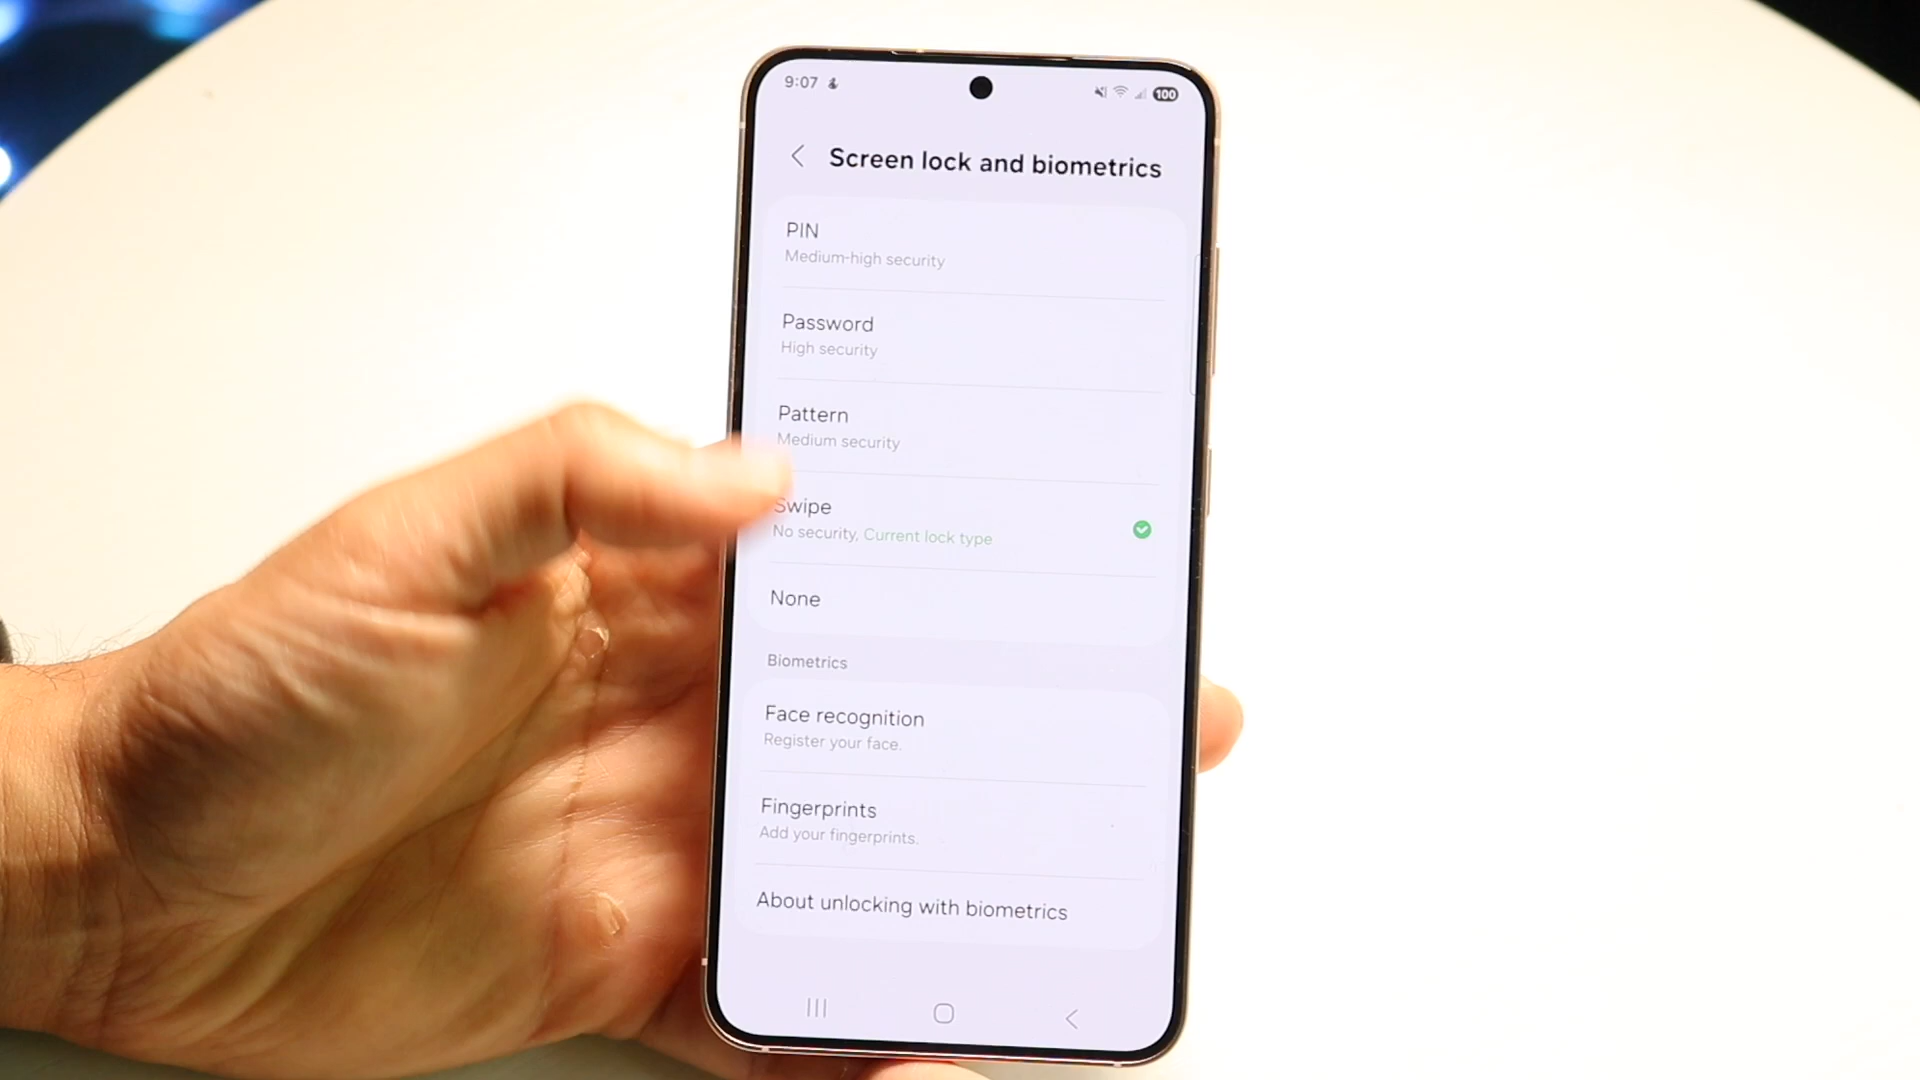 9:07
100
Screen lock and biometrics
PIN
Medium-high security
Password
High security
Pattern
Medium security
Swipe
No security, Current lock type
None
Biometrics
Face recognition
Register your face.
Fingerprints
Add your fingerprints.
About unlocking with biometrics